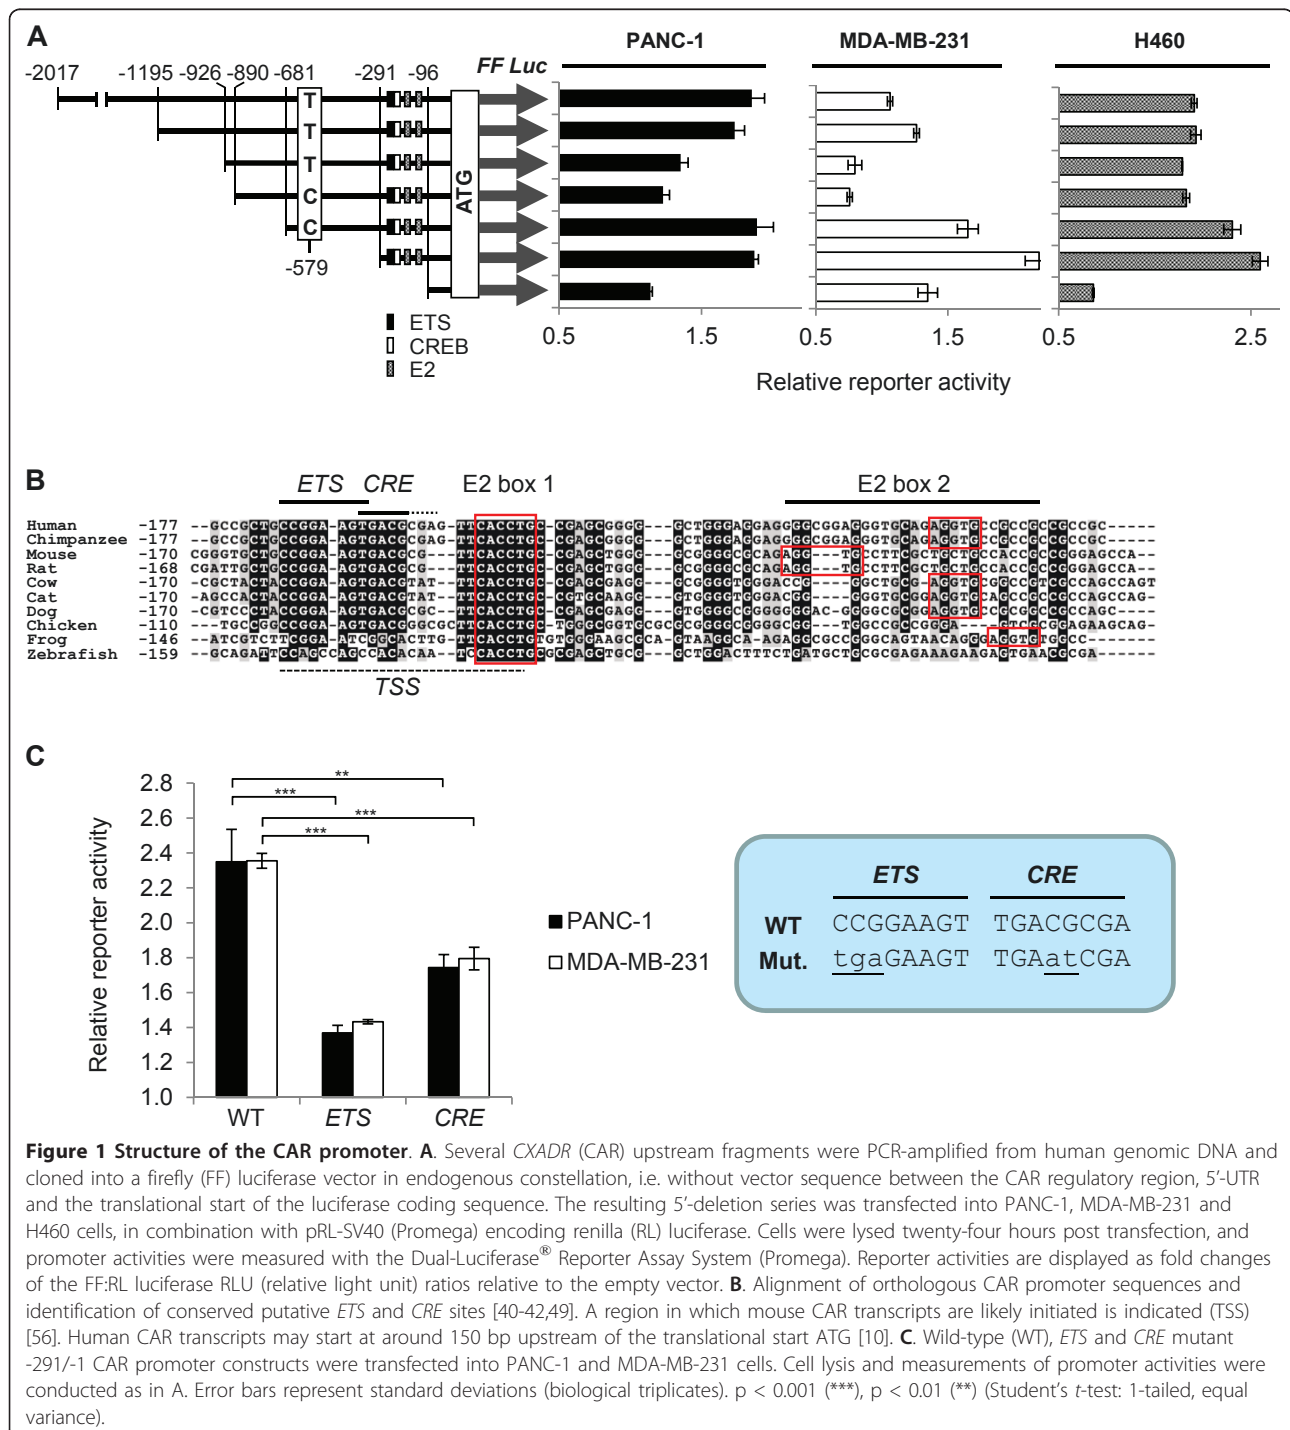 A
PANC-1
MDA-MB-231
H460
FF Luc
-2017
-1195
-926
-890
-681
-291
-96
T
T
T
C
C
ATG
-579
ETS
CREB
E2
0.5
1.5
0.5
1.5
0.5
2.5
Relative reporter activity
B
ETS
CRE
E2 box 1
E2 box 2
Human -177
Chimpanzee -177
Mouse -170
Rat -168
Cow -170
Cat -170
Dog -170
Chicken -110
Frog -146
Zebrafish -159
TSS
C
Relative reporter activity
2.8
2.6
2.4
2.2
2.0
1.8
1.6
1.4
1.2
1.0
**
***
***
***
WT
ETS
CRE
PANC-1
MDA-MB-231
ETS CRE
WT CCGGAAGT TGACGCGA
Mut. tgaGAAGT TGAatCGA
Figure 1 Structure of the CAR promoter. A. Several CXADR (CAR) upstream fragments were PCR-amplified from human genomic DNA and
cloned into a firefly (FF) luciferase vector in endogenous constellation, i.e. without vector sequence between the CAR regulatory region, 5’-UTR
and the translational start of the luciferase coding sequence. The resulting 5’-deletion series was transfected into PANC-1, MDA-MB-231 and
H460 cells, in combination with pRL-SV40 (Promega) encoding renilla (RL) luciferase. Cells were lysed twenty-four hours post transfection, and
promoter activities were measured with the Dual-Luciferase® Reporter Assay System (Promega). Reporter activities are displayed as fold changes
of the FF:RL luciferase RLU (relative light unit) ratios relative to the empty vector. B. Alignment of orthologous CAR promoter sequences and
identification of conserved putative ETS and CRE sites [40-42,49]. A region in which mouse CAR transcripts are likely initiated is indicated (TSS)
[56]. Human CAR transcripts may start at around 150 bp upstream of the translational start ATG [10]. C. Wild-type (WT), ETS and CRE mutant
-291/-1 CAR promoter constructs were transfected into PANC-1 and MDA-MB-231 cells. Cell lysis and measurements of promoter activities were
conducted as in A. Error bars represent standard deviations (biological triplicates). p < 0.001 (***), p < 0.01 (**) (Student’s t-test: 1-tailed, equal
variance).